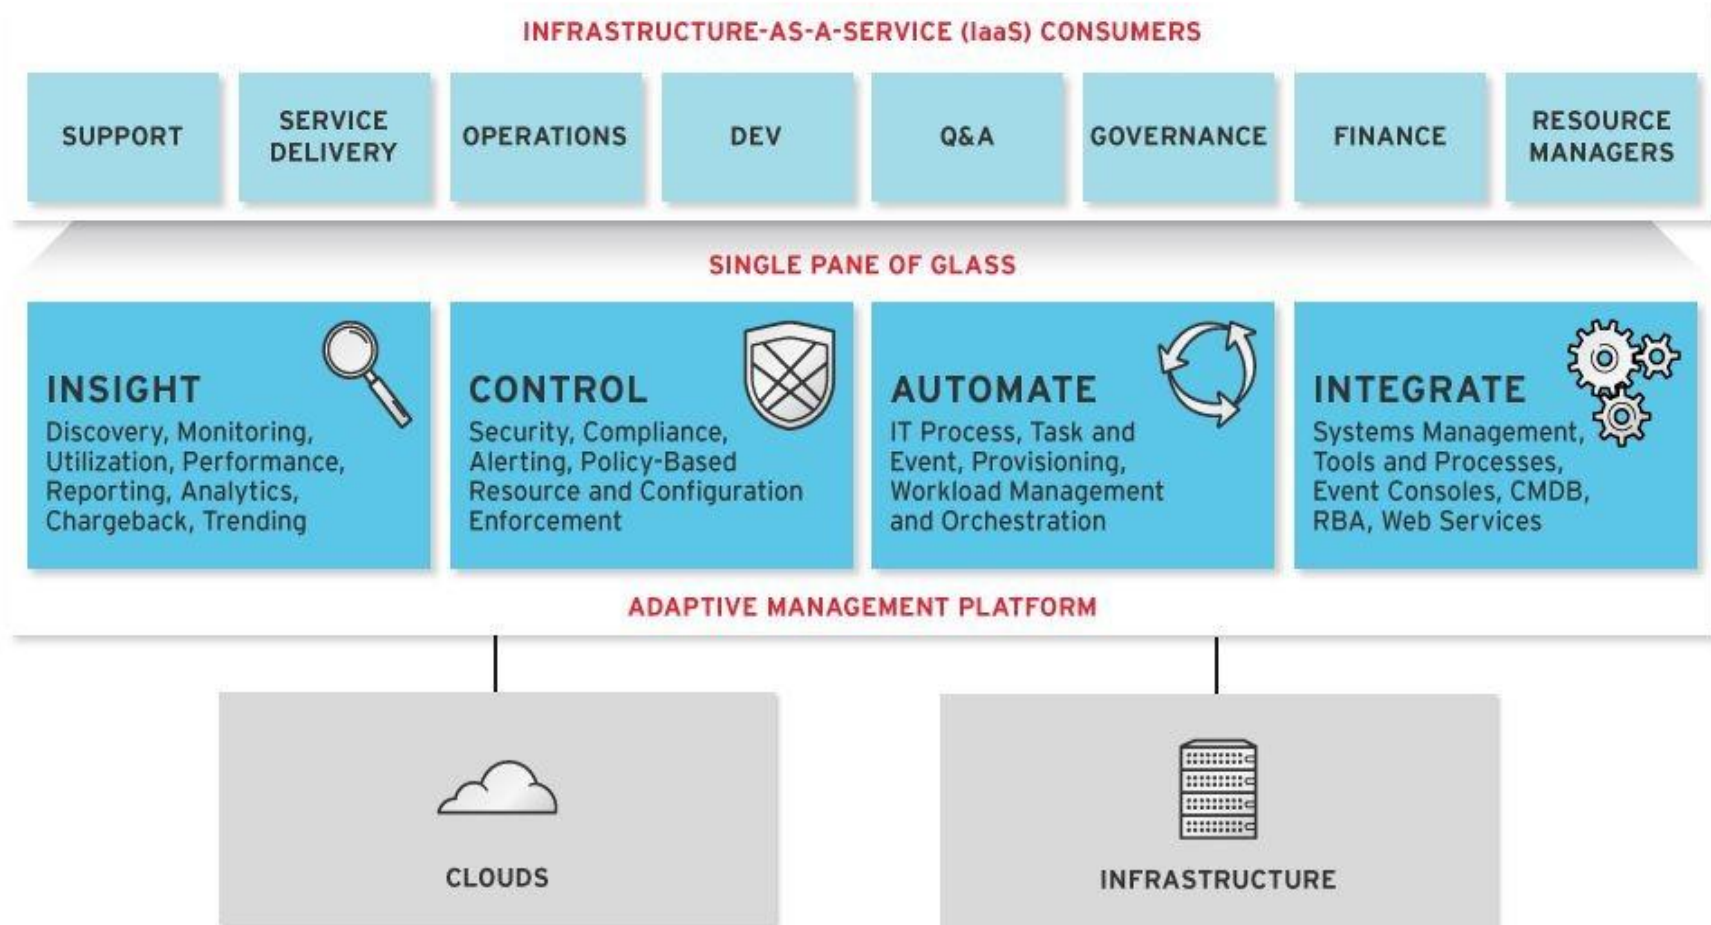 INFRASTRUCTURE-AS-A-SERVICE (IaaS) CONSUMERS
SUPPORT
SERVICE
DELIVERY
OPERATIONS
DEV
Q&A
GOVERNANCE
FINANCE
RESOURCE
MANAGERS
SINGLE PANE OF GLASS
INSIGHT
Discovery, Monitoring,
Utilization, Performance,
Reporting, Analytics,
Chargeback, Trending
CONTROL
Security, Compliance,
Alerting, Policy-Based
Resource and Configuration
Enforcement
AUTOMATE
IT Process, Task and
Event, Provisioning,
Workload Management
and Orchestration
INTEGRATE
Systems Management,
Tools and Processes,
Event Consoles, CMDB,
RBA, Web Services
ADAPTIVE MANAGEMENT PLATFORM
CLOUDS
INFRASTRUCTURE